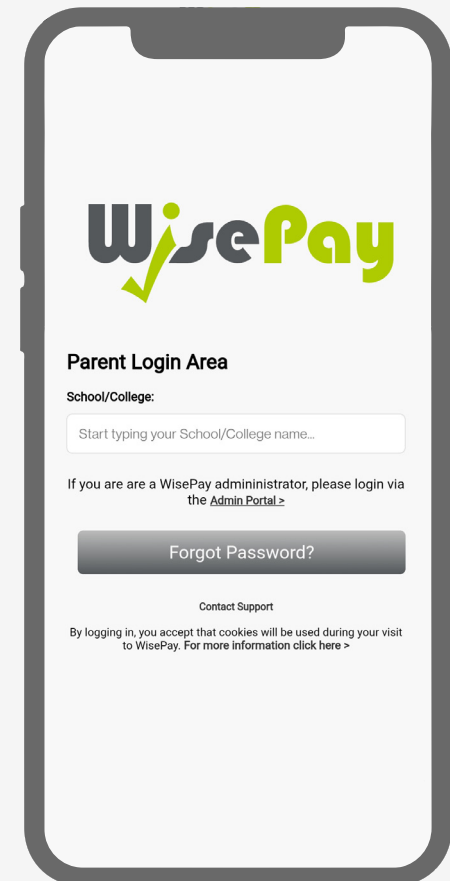 WisePay
Parent Login Area
School/College:
Start typing your School/College name...
If you are are a WisePay admininistrator, please login via
the Admin Portal >
Forgot Password?
Contact Support
By logging in, you accept that cookies will be used during your visit
to WisePay. For more information click here >